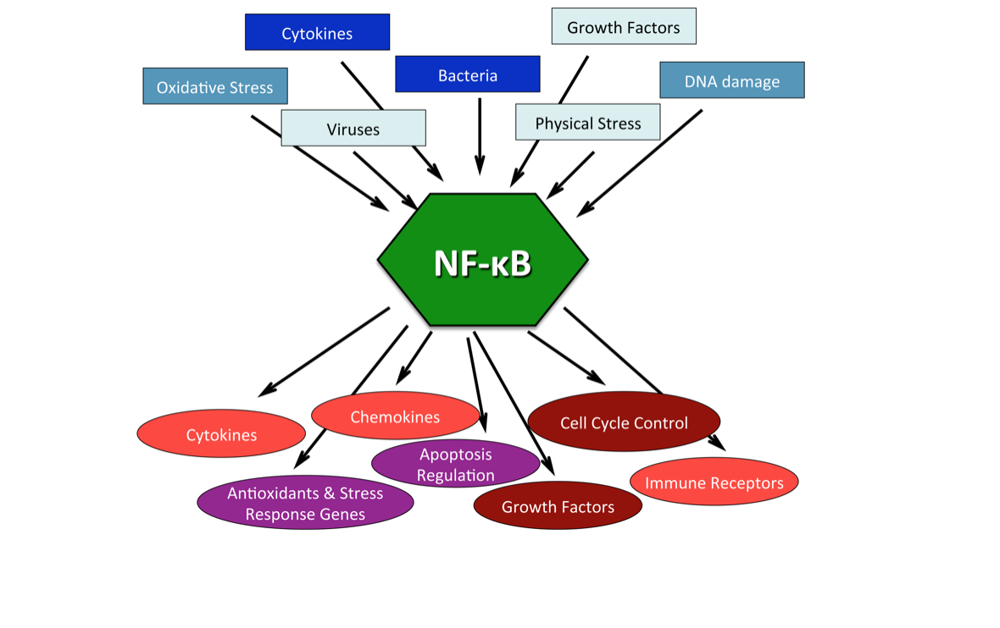 Cytokines
Growth Factors
Bacteria
Oxidative Stress
DNA damage
Viruses
Physical Stress
NF-κB
Cytokines
Chemokines
Cell Cycle Control
Apoptosis
Regulation
Immune Receptors
Antioxidants & Stress
Response Genes
Growth Factors